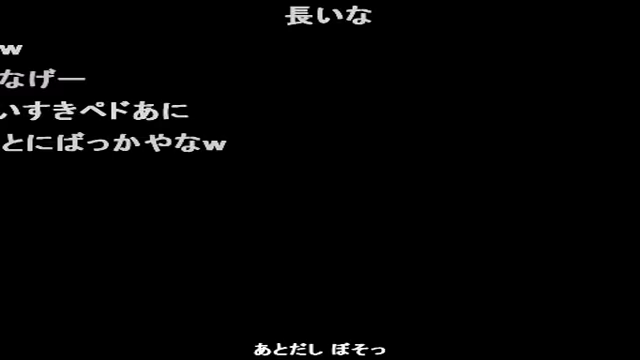 長いな
w
なげー
いすきペドあに
とにばっかやなw
あとだし ぼそっ